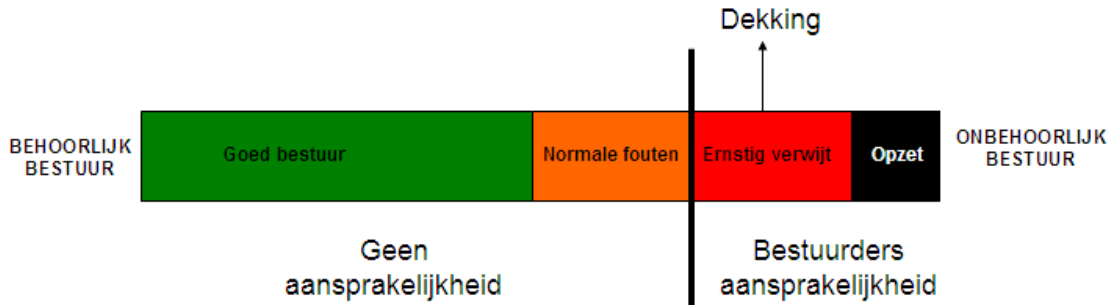 Dekking
BEHOORLIJK
BESTUUR
Goed bestuur
Normale fouten
Ernstig verwijt
Opzet
ONBEHOORLIJK
BESTUUR
Geen
aansprakelijkheid
Bestuurders
aansprakelijkheid